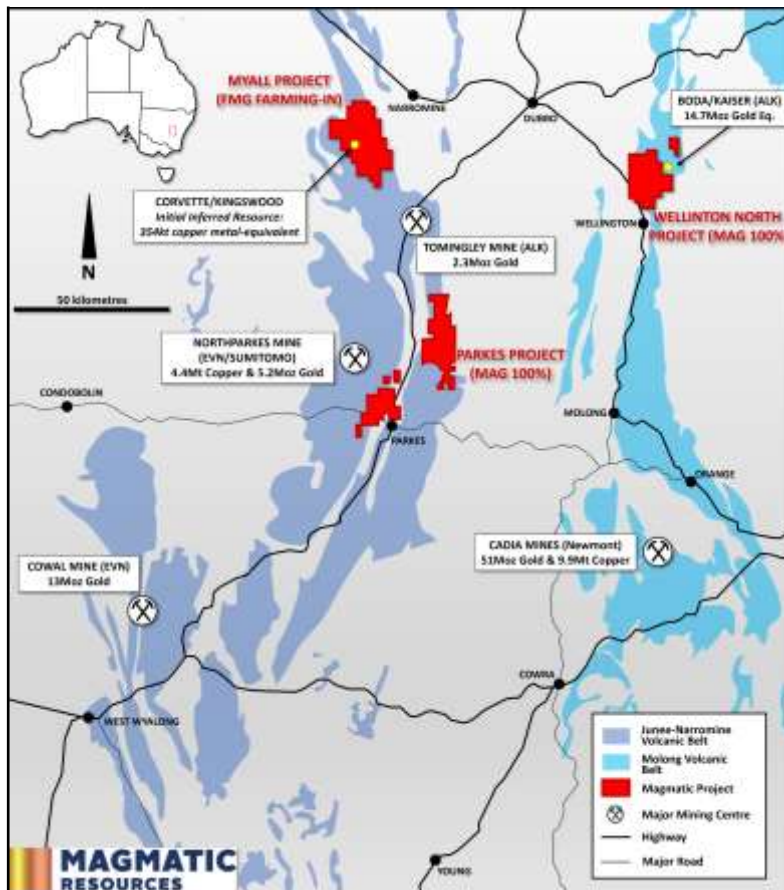 MYALL PROJECT
(FMG FARMING-IN)
NARROMINE
DUBBO
BODA/KAISER (ALK)
14.7Moz Gold Eq.
CORVETTE/KINGSWOOD
Initial Inferred Resource:
354kt copper metal-equivalent
N
50 kilometres
TOMINGLEY MINE (ALK)
2.3Moz Gold
WELLINGTON
WELLINTON NORTH
PROJECT (MAG 100%
NORTHPARKES MINE
(EVN/SUMITOMO)
4.4Mt Copper & 5.2Moz Gold
PARKES PROJECT
(MAG 100%)
CONDOBOLIN
PARKES
MOLONG
ORANGE
COWAL MINE (EVN)
13Moz Gold
CADIA MINES (Newmont)
51Moz Gold & 9.9Mt Copper
COWRA
WEST WYALONG
YOUNG
Junee-Narromine
Volcanic Belt
Molong Volcanic
Belt
Magmatic Project
Major Mining Centre
Highway
Major Road
MAGMATIC
RESOURCES